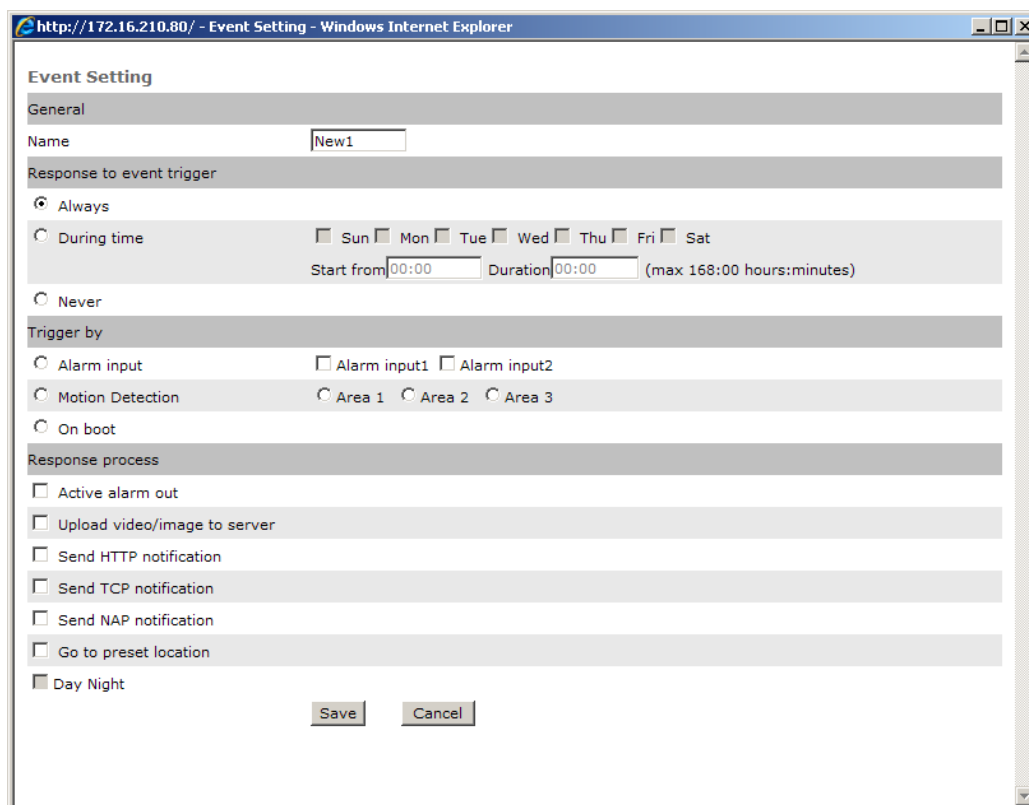 http://172.16.210.80/ - Event Setting - Windows Internet Explorer
Event Setting
General
Name New1
Response to event trigger
Always
During time Sun Mon Tue Wed Thu Fri Sat
Start from 00:00 Duration 00:00 (max 168:00 hours:minutes)
Never
Trigger by
Alarm input Alarm input1 Alarm input2
Motion Detection Area 1 Area 2 Area 3
On boot
Response process
Active alarm out
Upload video/image to server
Send HTTP notification
Send TCP notification
Send NAP notification
Go to preset location
Day Night
Save Cancel